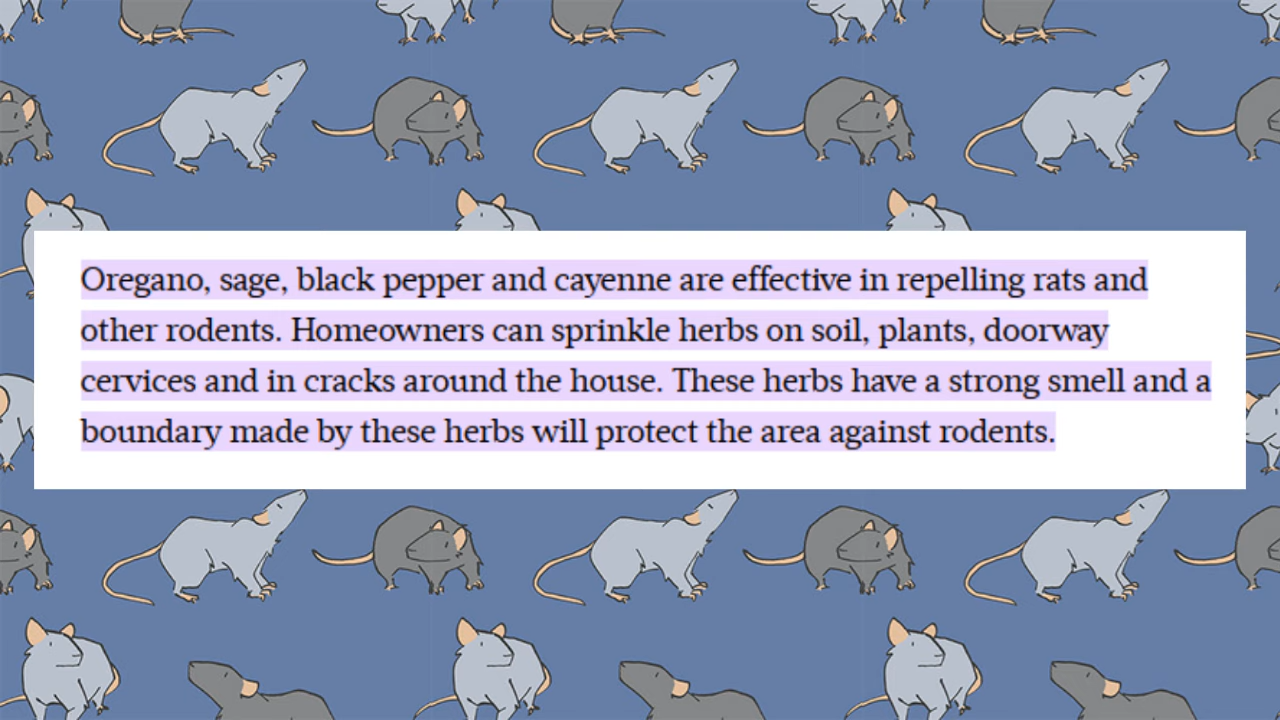 Oregano, sage, black pepper and cayenne are effective in repelling rats and
other rodents. Homeowners can sprinkle herbs on soil, plants, doorway
cervices and in cracks around the house. These herbs have a strong smell and a
boundary made by these herbs will protect the area against rodents.